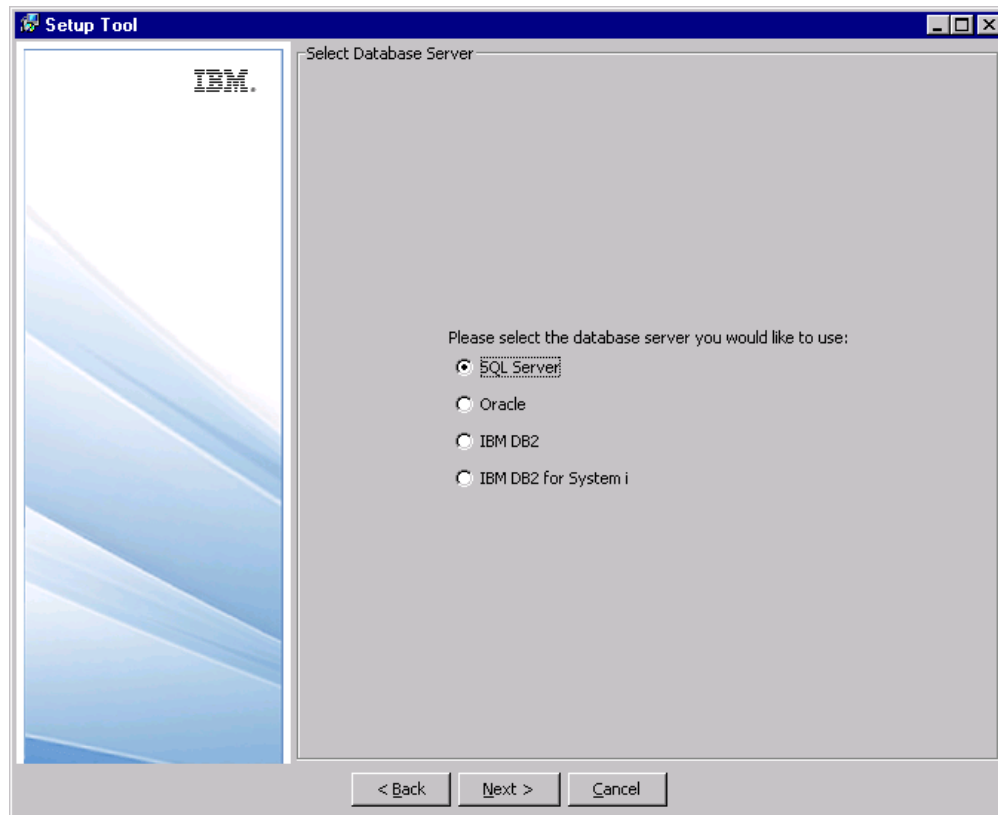 Setup Tool
IBM.
Select Database Server
Please select the database server you would like to use:
SQL Server
Oracle
IBM DB2
IBM DB2 for System i
< Back
Next >
Cancel